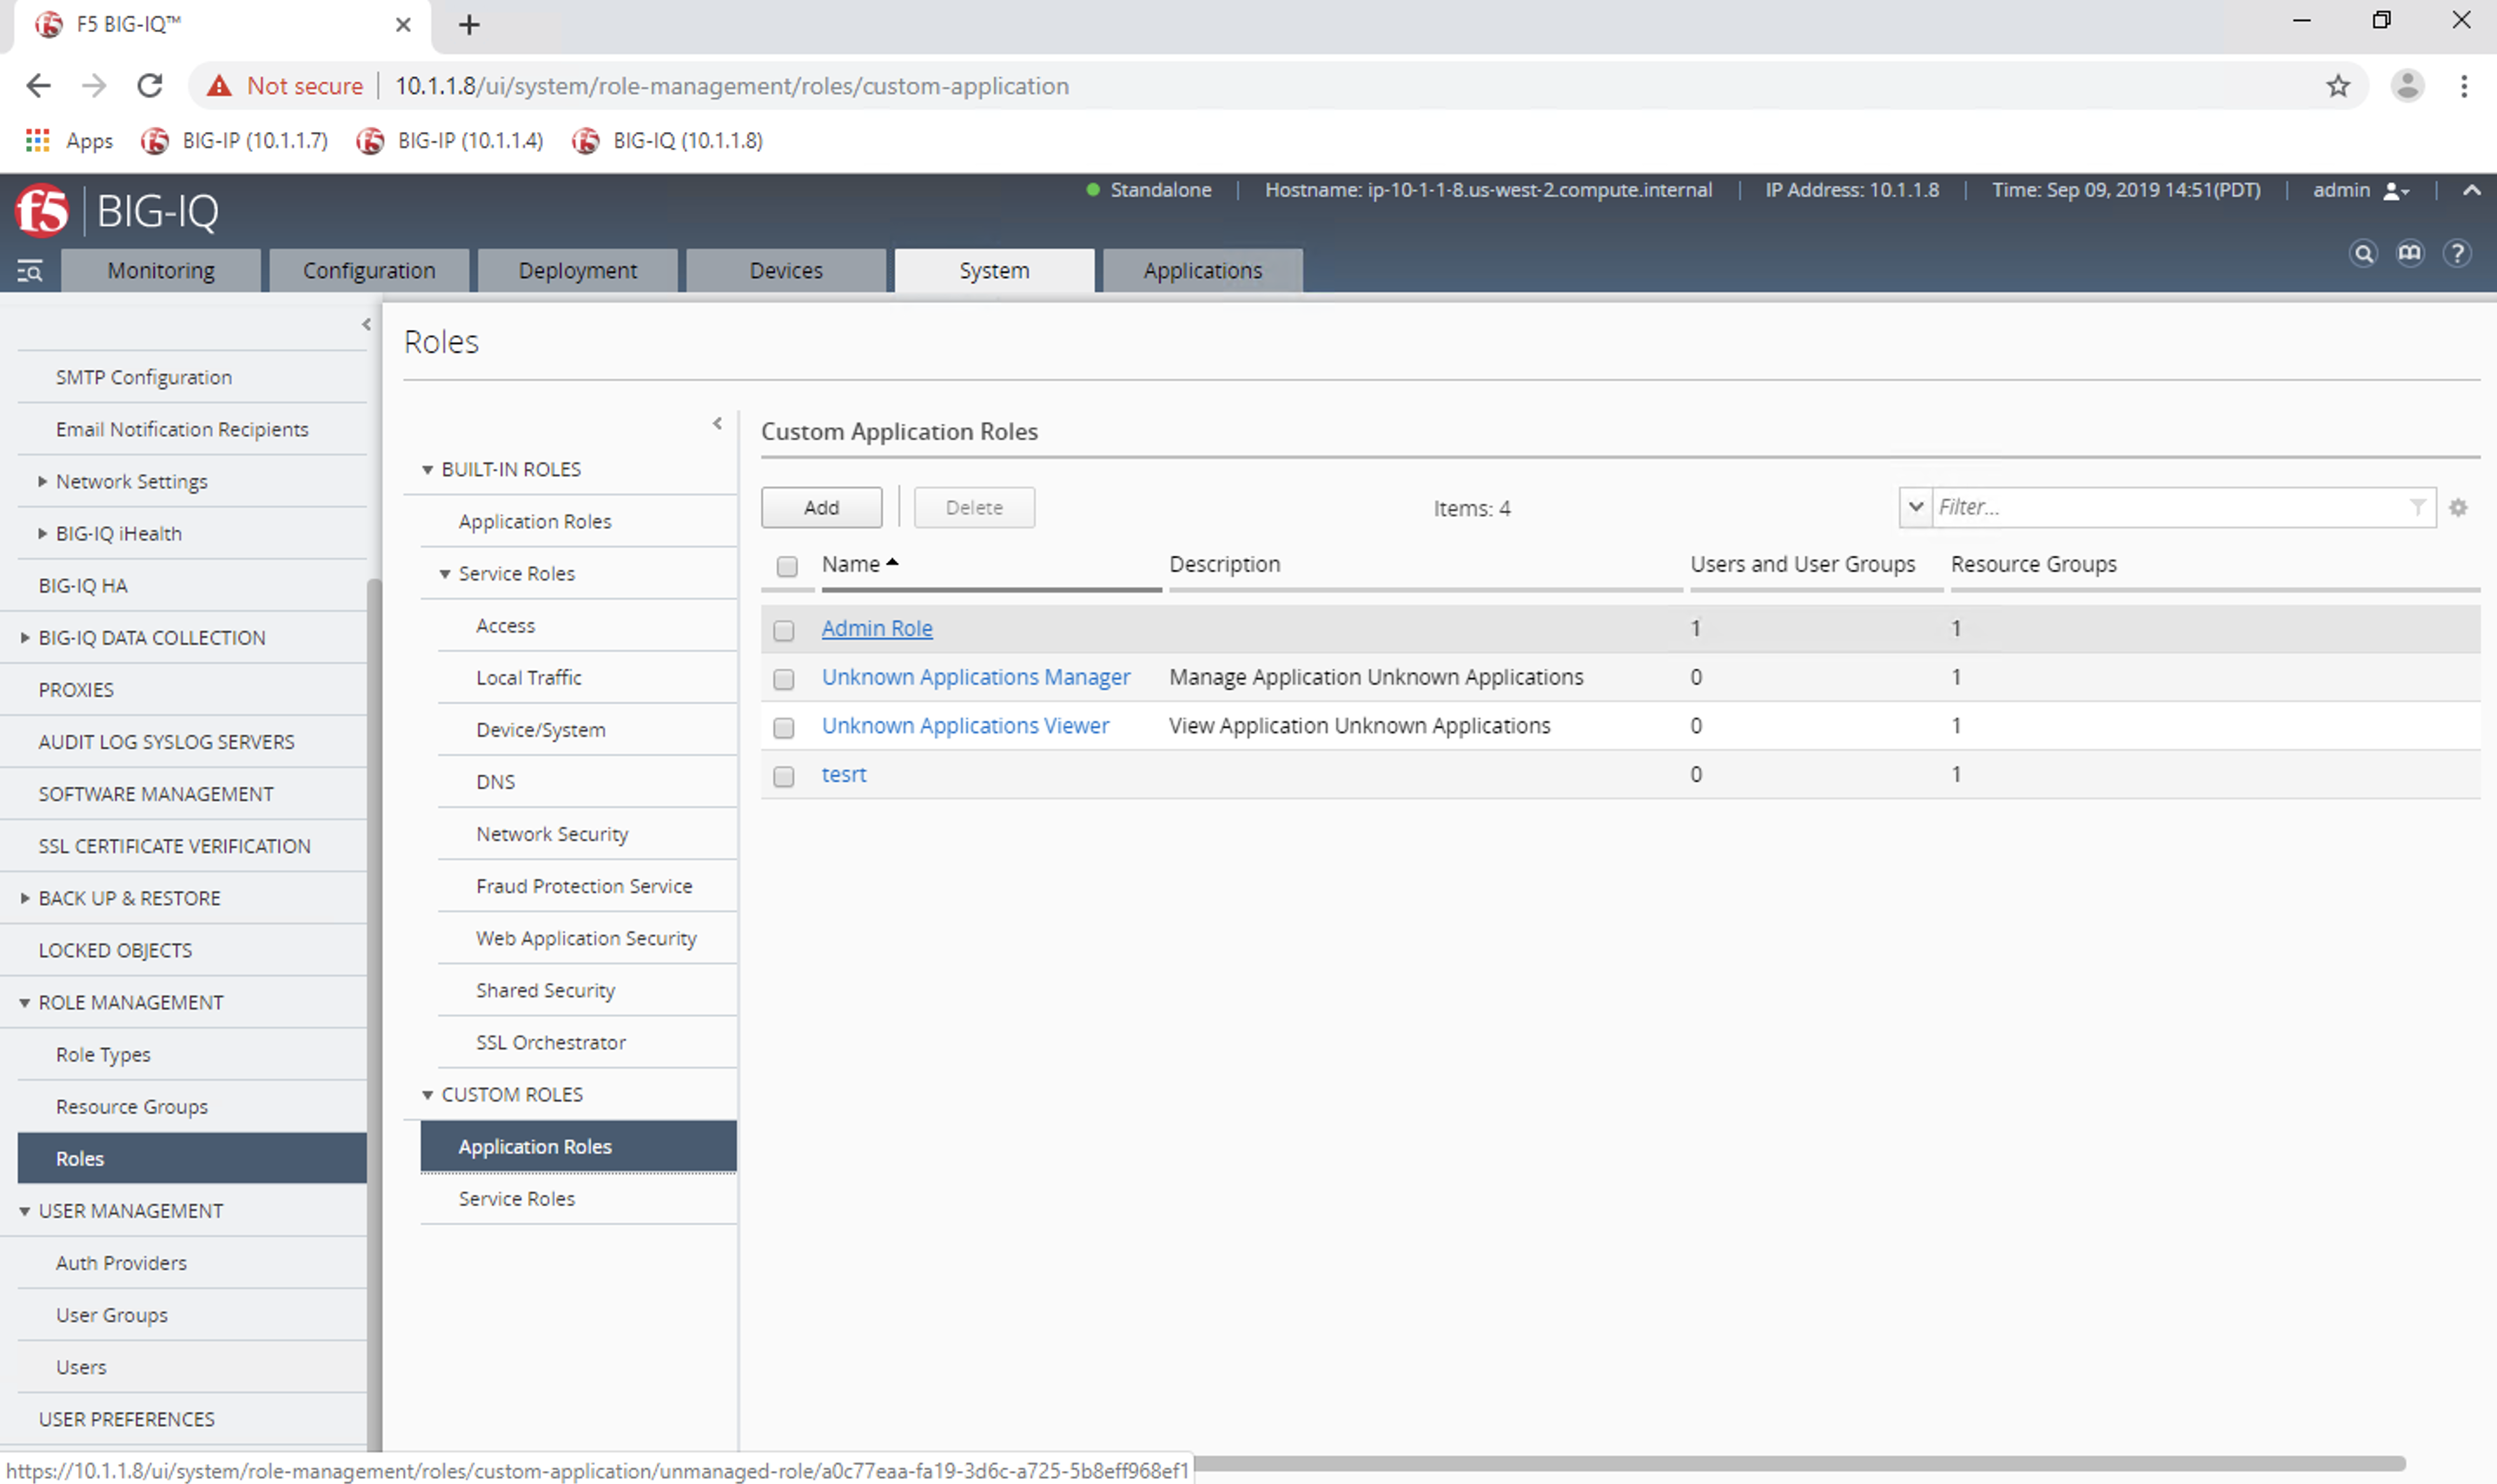 F5 BIG-IQ™
Not secure 10.1.1.8/ui/system/role-management/roles/custom-application
Apps BIG-IP (10.1.1.7) BIG-IP (10.1.1.4) BIG-IQ (10.1.1.8)
f5 BIG-IQ
Standalone Hostname: ip-10-1-1-8.us-west-2.compute.internal IP Address: 10.1.1.8 Time: Sep 09, 2019 14:51(PDT) admin
Monitoring Configuration Deployment Devices System Applications
SMTP Configuration
Email Notification Recipients
Network Settings
BIG-IQ iHealth
BIG-IQ HA
BIG-IQ DATA COLLECTION
PROXIES
AUDIT LOG SYSLOG SERVERS
SOFTWARE MANAGEMENT
SSL CERTIFICATE VERIFICATION
BACK UP & RESTORE
LOCKED OBJECTS
ROLE MANAGEMENT
Role Types
Resource Groups
Roles
USER MANAGEMENT
Auth Providers
User Groups
Users
USER PREFERENCES
Roles
BUILT-IN ROLES
Application Roles
Service Roles
Access
Local Traffic
Device/System
DNS
Network Security
Fraud Protection Service
Web Application Security
Shared Security
SSL Orchestrator
CUSTOM ROLES
Application Roles
Service Roles
Custom Application Roles
Add Delete Items: 4 Filter...
Name Description Users and User Groups Resource Groups
Admin Role 1 1
Unknown Applications Manager Manage Application Unknown Applications 0 1
Unknown Applications Viewer View Application Unknown Applications 0 1
tesrt 0 1
https://10.1.1.8/ui/system/role-management/roles/custom-application/unmanaged-role/a0c77eaa-fa19-3d6c-a725-5b8eff968ef1